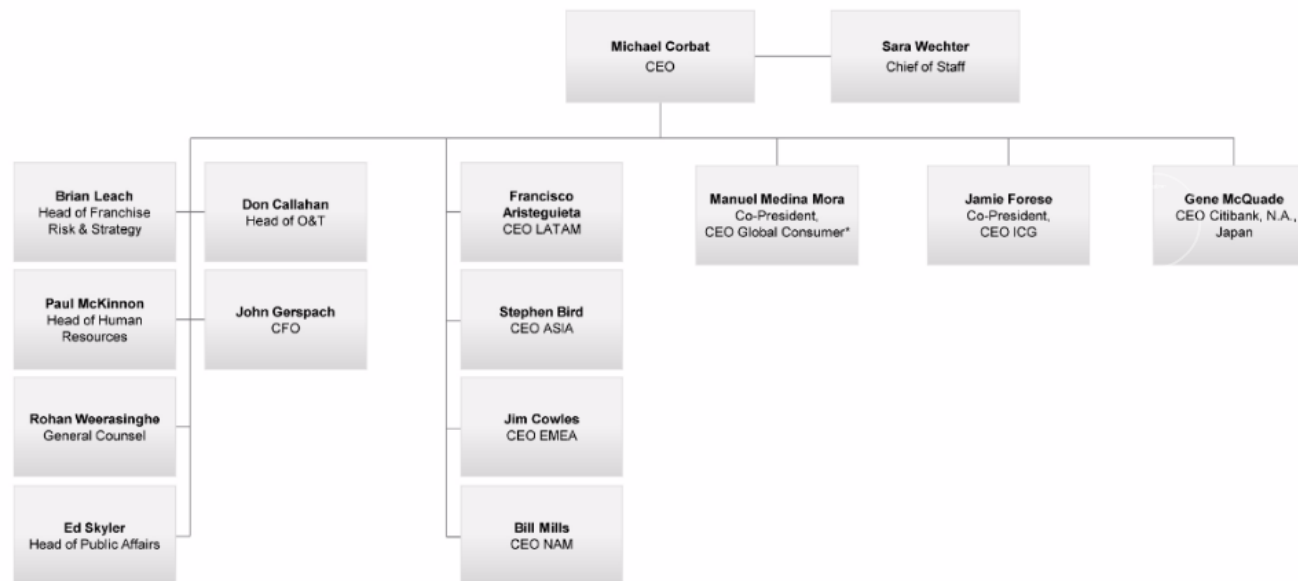 Michael Corbat
CEO
Sara Wechter
Chief of Staff
Brian Leach
Head of Franchise
Risk & Strategy
Don Callahan
Head of O&T
Francisco
Aristeguieta
CEO LATAM
Manuel Medina Mora
Co-President,
CEO Global Consumer*
Jamie Forese
Co-President,
CEO ICG
Gene McQuade
CEO Citibank, N.A.,
Japan
Paul McKinnon
Head of Human
Resources
John Gerspach
CFO
Stephen Bird
CEO ASIA
Rohan Weerasinghe
General Counsel
Jim Cowles
CEO EMEA
Ed Skyler
Head of Public Affairs
Bill Mills
CEO NAM